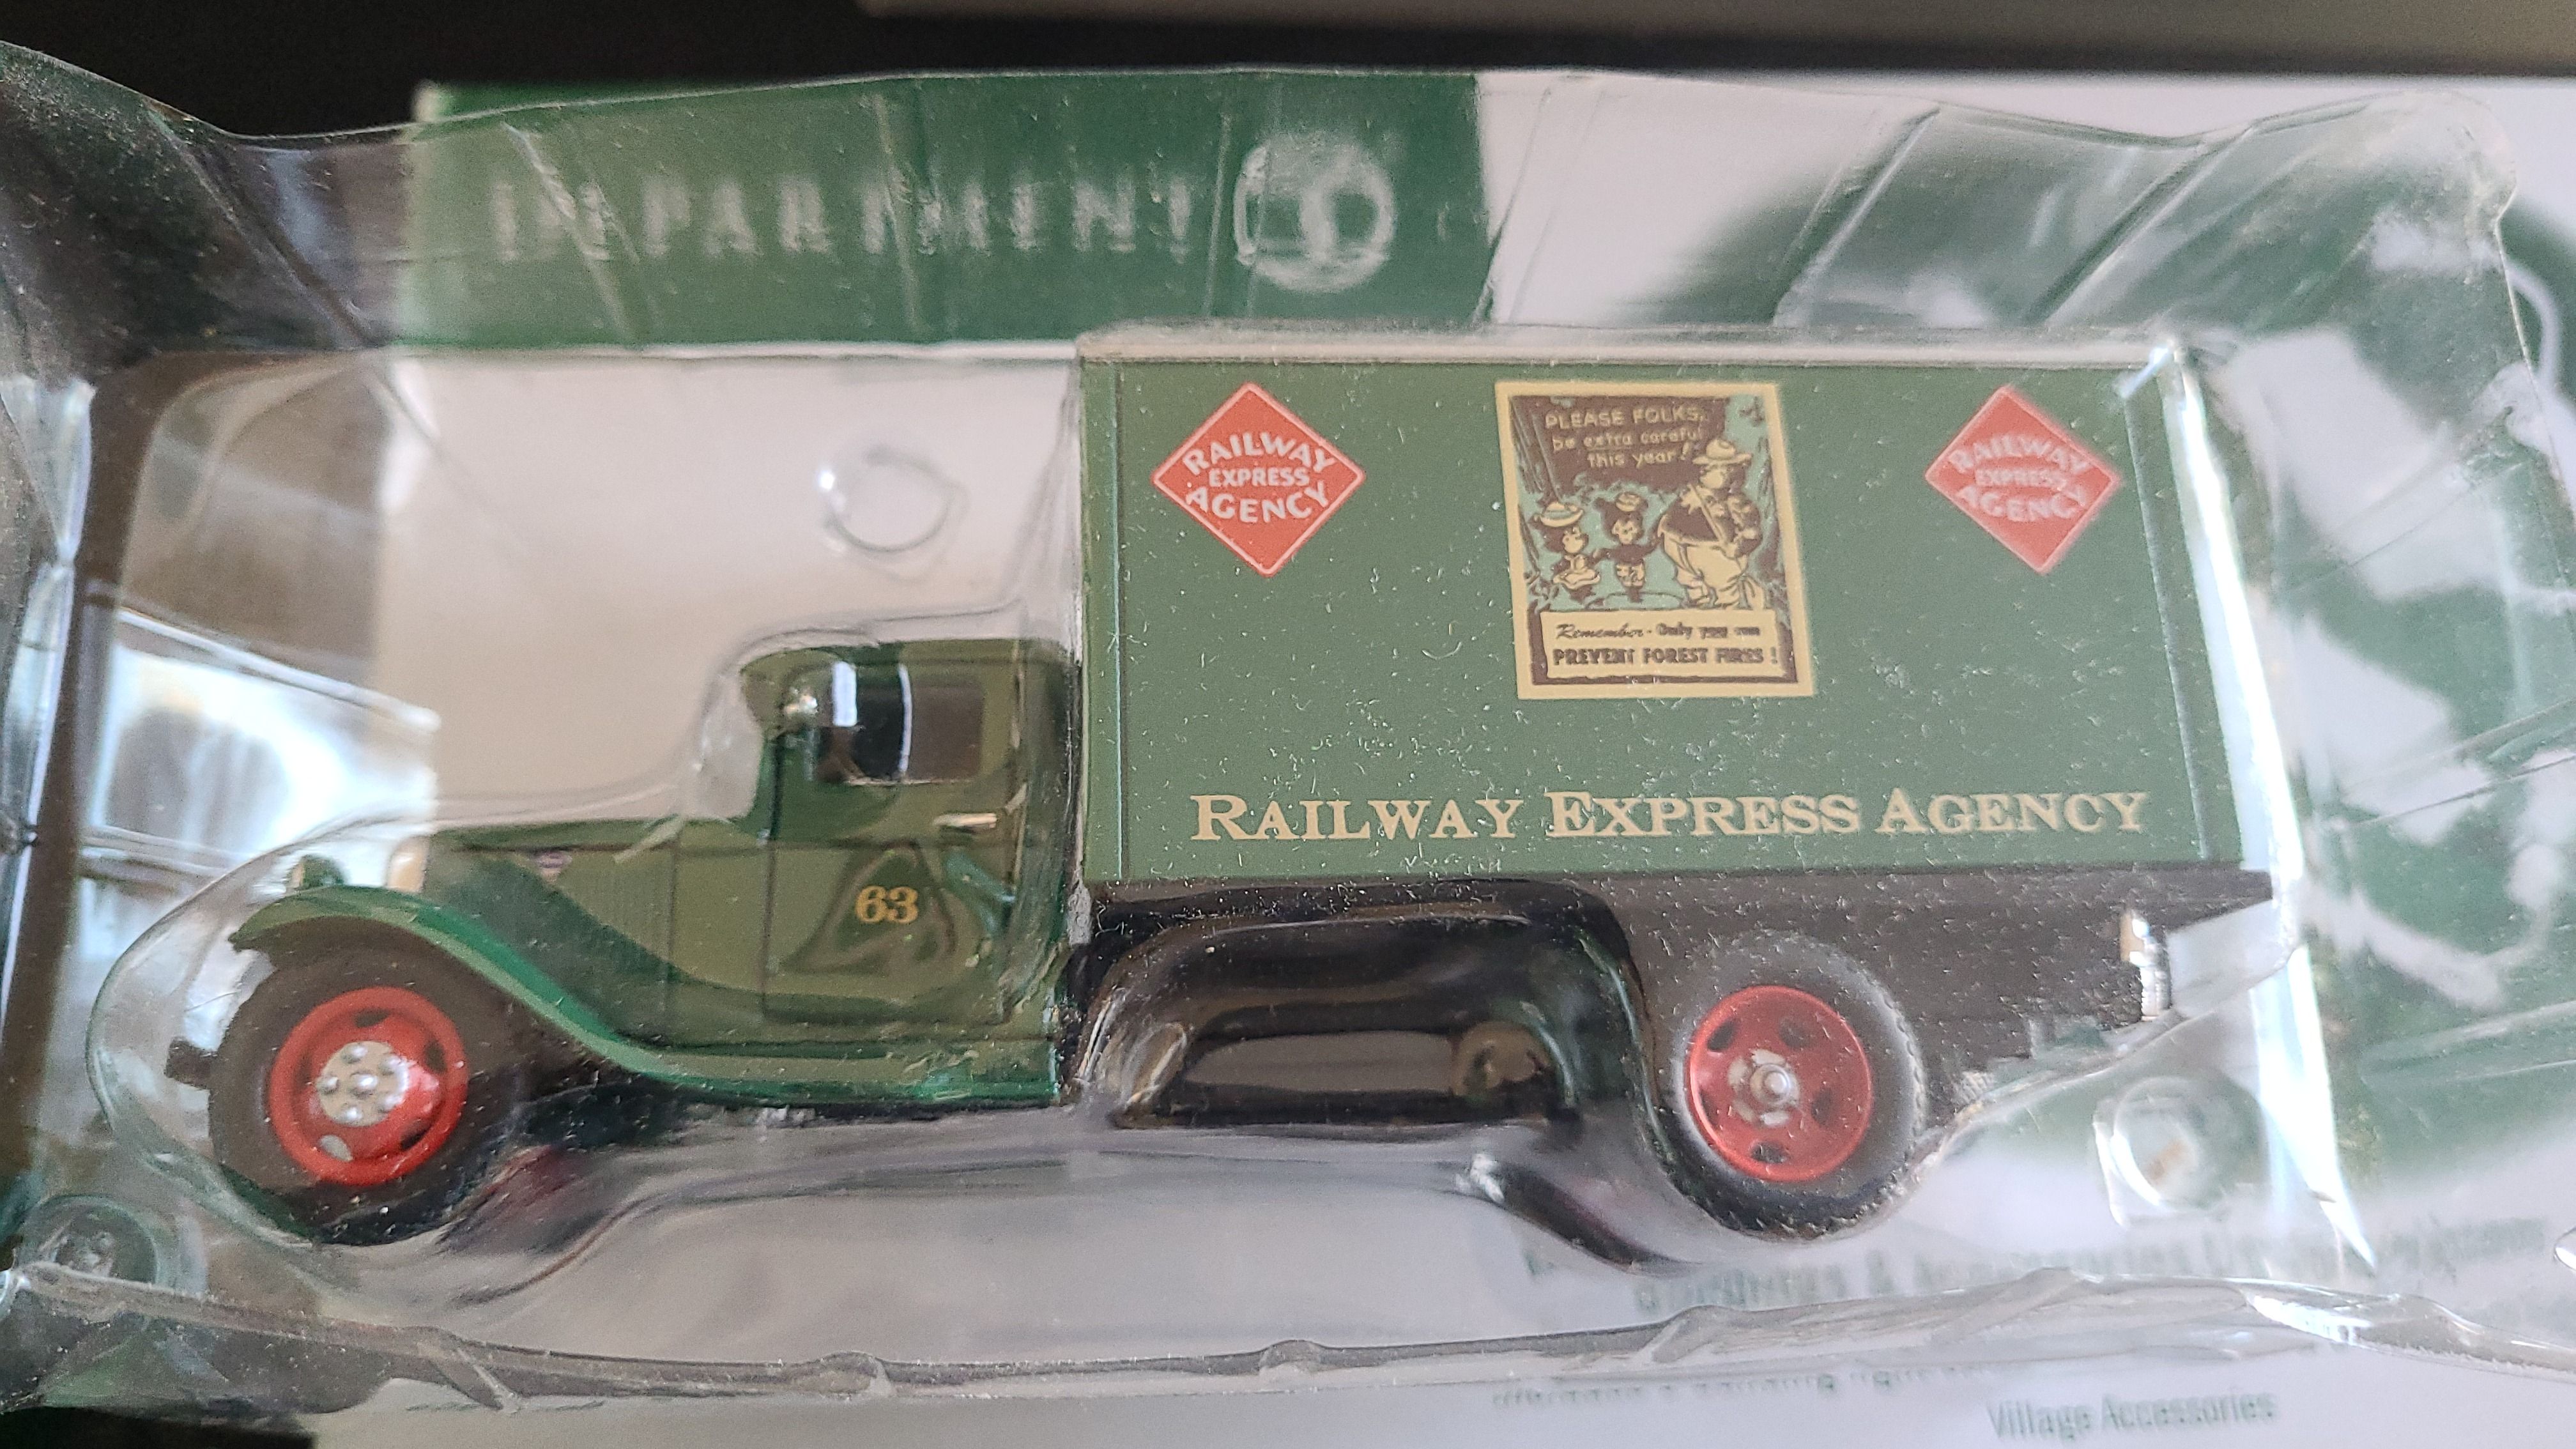 DEPARTMENT 56
RAILWAY
EXPRESS
AGENCY
PLEASE FOLKS,
be extra careful
this year!
Remember - Only you can
PREVENT FOREST FIRES!
RAILWAY
EXPRESS
AGENCY
RAILWAY EXPRESS AGENCY
63
Village Accessories